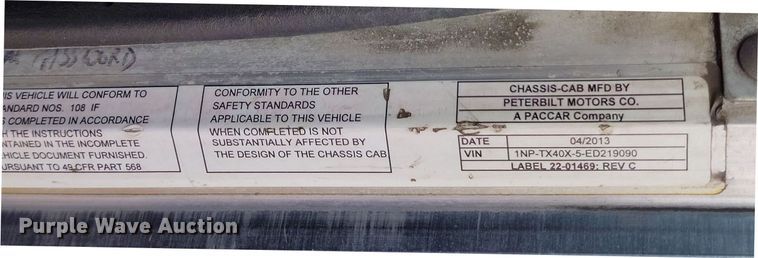 PASSWORD
IS VEHICLE WILL CONFORM TO
ANDARD NOS. 108 IF
S COMPLETED IN ACCORDANCE
H THE INSTRUCTIONS
NTAINED IN THE INCOMPLETE
HICLE DOCUMENT FURNISHED.
URSUANT TO 49 CFR PART 568
CONFORMITY TO THE OTHER
SAFETY STANDARDS
APPLICABLE TO THIS VEHICLE
WHEN COMPLETED IS NOT
SUBSTANTIALLY AFFECTED BY
THE DESIGN OF THE CHASSIS CAB
CHASSIS-CAB MFD BY
PETERBILT MOTORS CO.
A PACCAR Company
DATE 04/2013
VIN 1NP-TX40X-5-ED219090
LABEL 22-01469; REV C
Purple Wave Auction